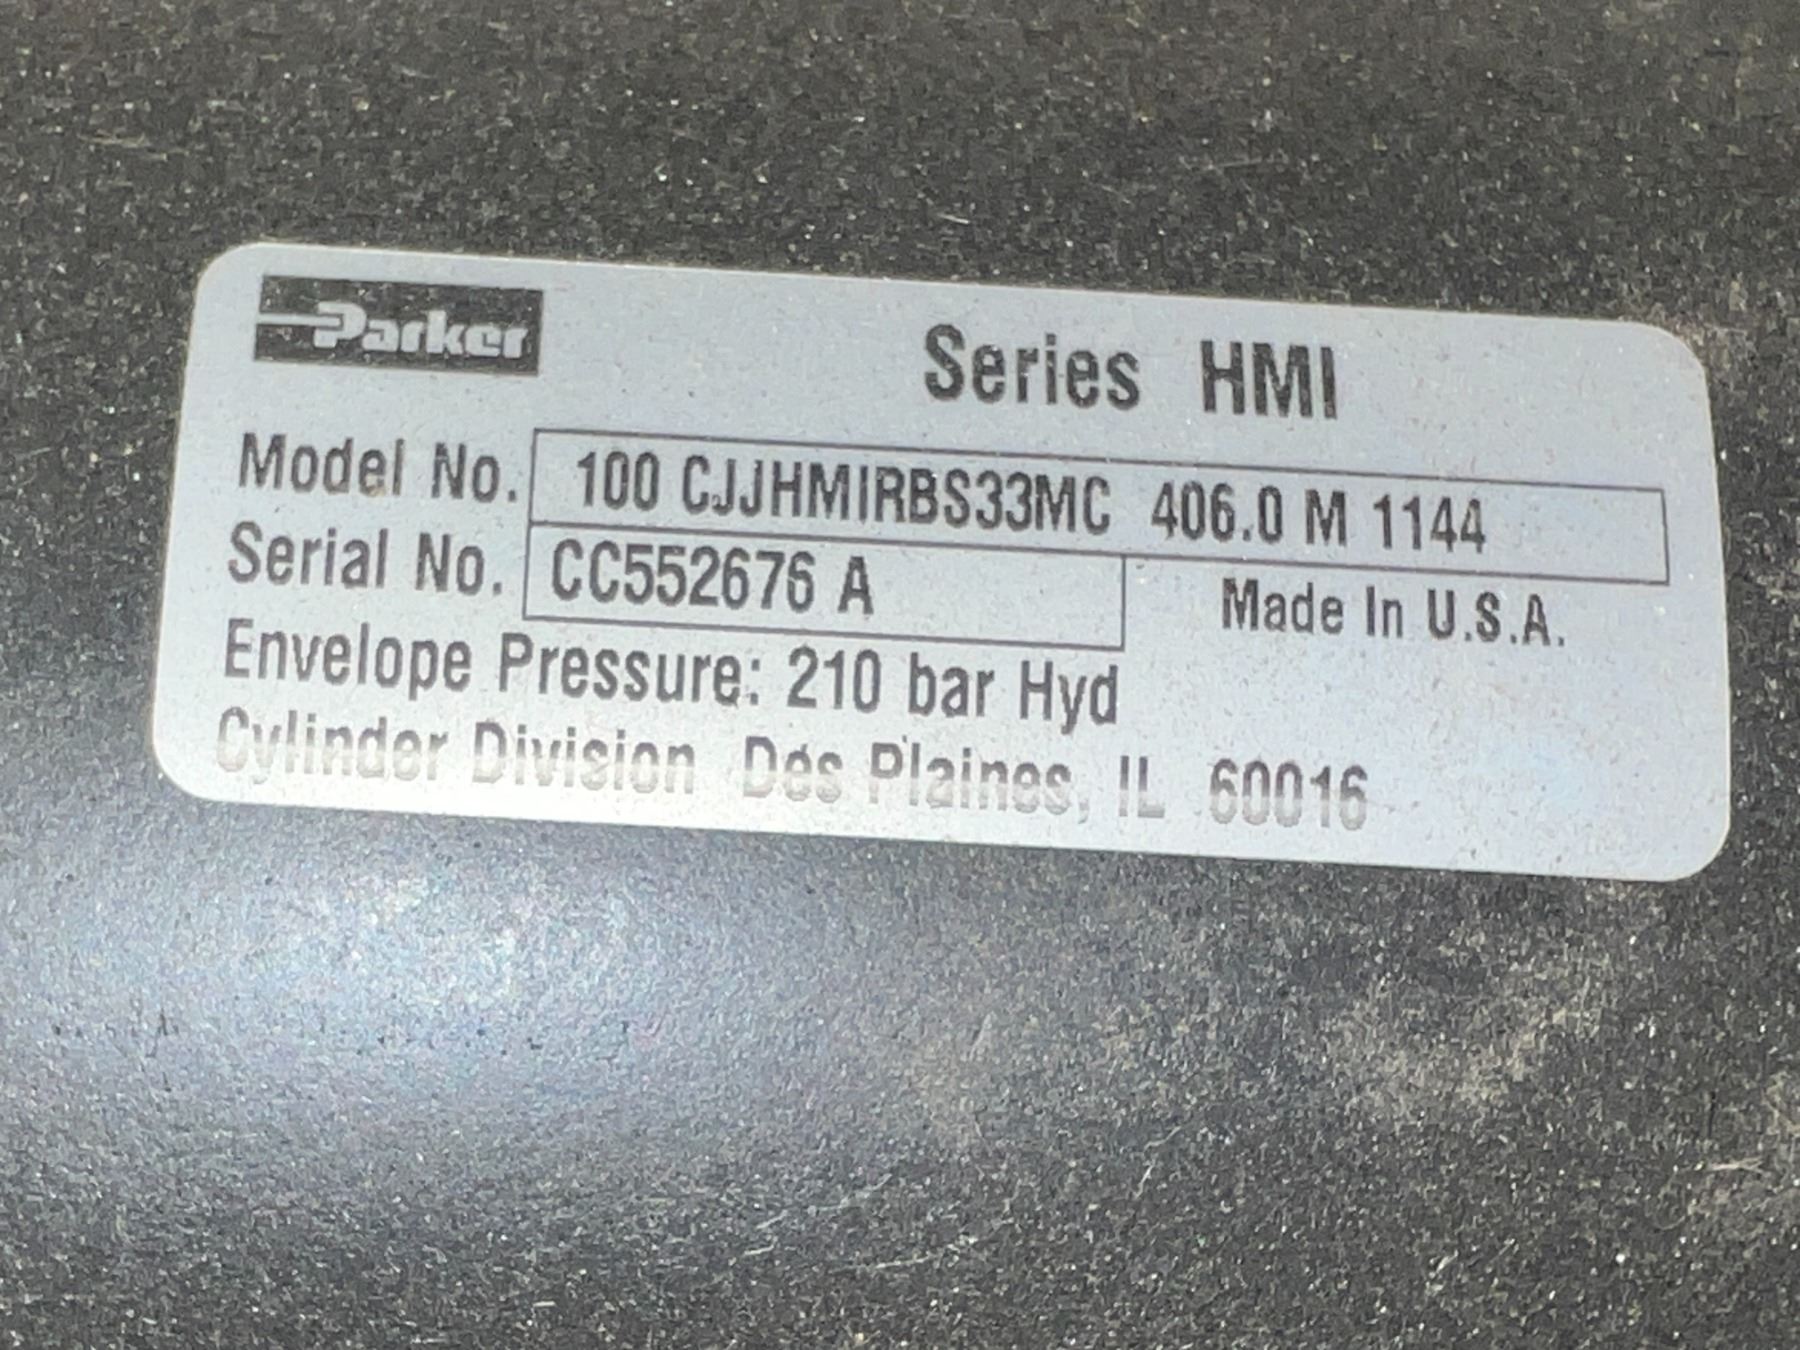 Parker
Series HMI
Model No. 100 CJJHMIRBS33MC 406.0 M 1144
Serial No. CC552676 A Made In U.S.A.
Envelope Pressure: 210 bar Hyd
Cylinder Division Des Plaines, IL 60016